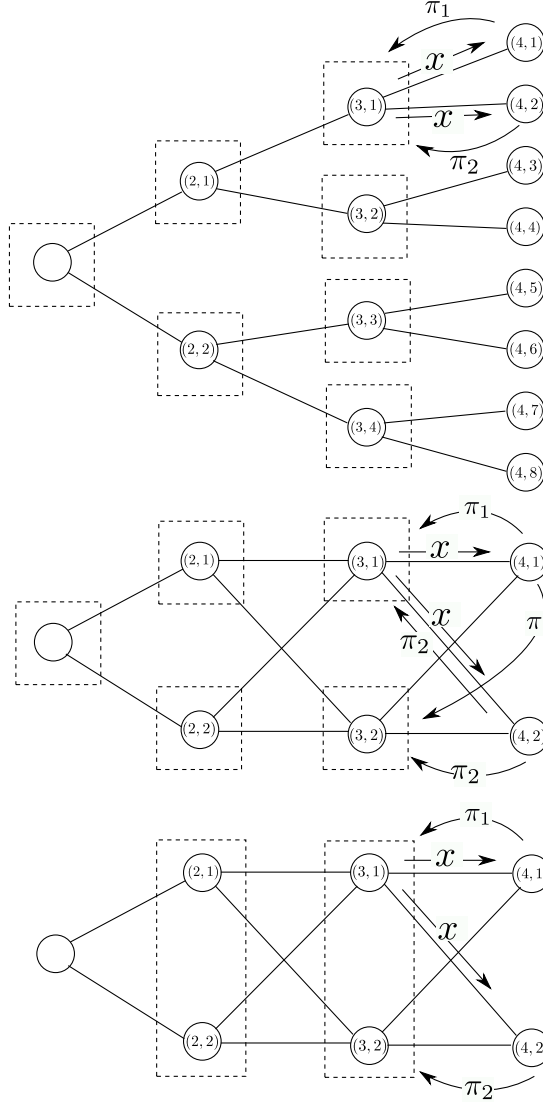 π₁
(4, 1)
x
(3, 1)
(4, 2)
x
π₂
(4, 3)
(2, 1)
(3, 2)
(4, 4)
(4, 5)
(3, 3)
(2, 2)
(4, 6)
(4, 7)
(3, 4)
(4, 8)
π₁
x
(2, 1)
(3, 1)
(4, 1)
x
π
π₂
(2, 2)
(3, 2)
(4, 2)
π₂
π₁
x
(2, 1)
(3, 1)
(4, 1
x
(2, 2)
(3, 2)
(4, 2
π₂